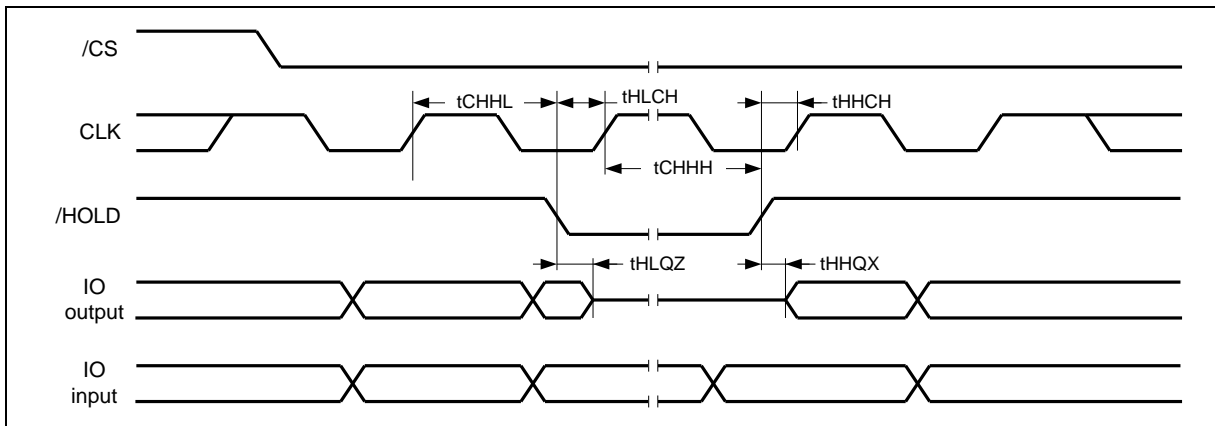 /CS
tCHHL
tHLCH
tHHCH
CLK
tCHHH
/HOLD
tHLQZ
tHHQX
IO
output
IO
input